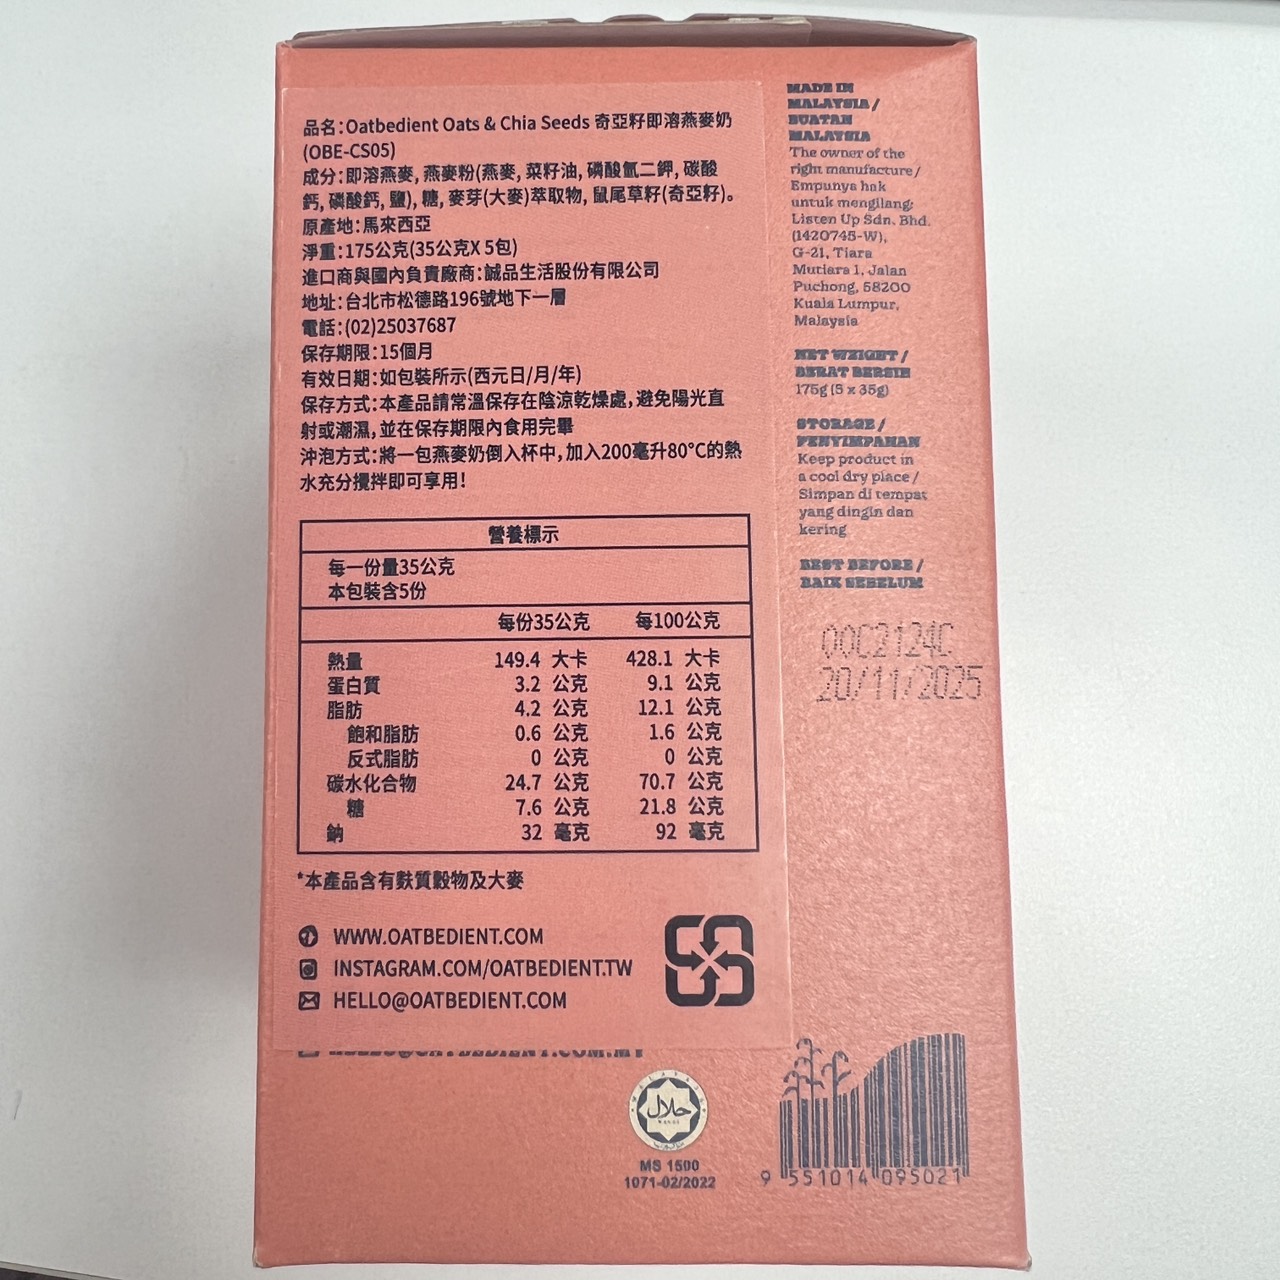 品名:Oatbedient Oats & Chia Seeds 奇亞籽即溶燕麥奶
(OBE-CS05)
成分:即溶燕麥, 燕麥粉(燕麥, 菜籽油, 磷酸氫二鉀, 碳酸
鈣, 磷酸鈣, 鹽), 糖, 麥芽(大麥)萃取物, 鼠尾草籽(奇亞籽)。
原產地:馬來西亞
淨重:175公克(35公克X 5包)
進口商與國內負責廠商:誠品生活股份有限公司
地址:台北市松德路196號地下一層
電話:(02)25037687
保存期限:15個月
有效日期:如包裝所示(西元日/月/年)
保存方式:本產品請常溫保存在陰涼乾燥處,避免陽光直
射或潮濕,並在保存期限內食用完畢
沖泡方式:將一包燕麥奶倒入杯中,加入200毫升80°C的熱
水充分攪拌即可享用!
營養標示
每一份量35公克
本包裝含5份
每份35公克 每100公克
熱量 149.4 大卡 428.1 大卡
蛋白質 3.2 公克 9.1 公克
脂肪 4.2 公克 12.1 公克
飽和脂肪 0.6 公克 1.6 公克
反式脂肪 0 公克 0 公克
碳水化合物 24.7 公克 70.7 公克
糖 7.6 公克 21.8 公克
鈉 32 毫克 92 毫克
*本產品含有麩質穀物及大麥
WWW.OATBEDIENT.COM
INSTAGRAM.COM/OATBEDIENT.TW
HELLO@OATBEDIENT.COM
MADE IN
MALAYSIA /
BUATAN
MALAYSIA
The owner of the
right manufacture /
Empunya hak
untuk mengilang:
Listen Up Sdn. Bhd.
(1420745-W),
G-21, Tiara
Mutiara 1, Jalan
Puchong, 58200
Kuala Lumpur,
Malaysia
NET WEIGHT /
BERAT BERSIH
175g (5 x 35g)
STORAGE /
PENYIMPANAN
Keep product in
a cool dry place /
Simpan di tempat
yang dingin dan
kering
BEST BEFORE /
BAIK SEBELUM
00C2124C
20/11/2025
حلال
MS 1500
1071-02/2022
9 551014 095021